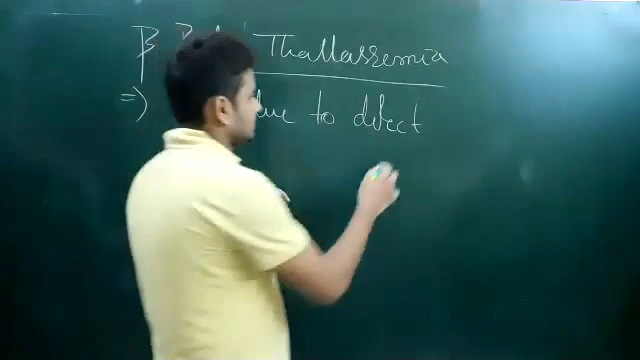 β Thallassemia
=> due to defect